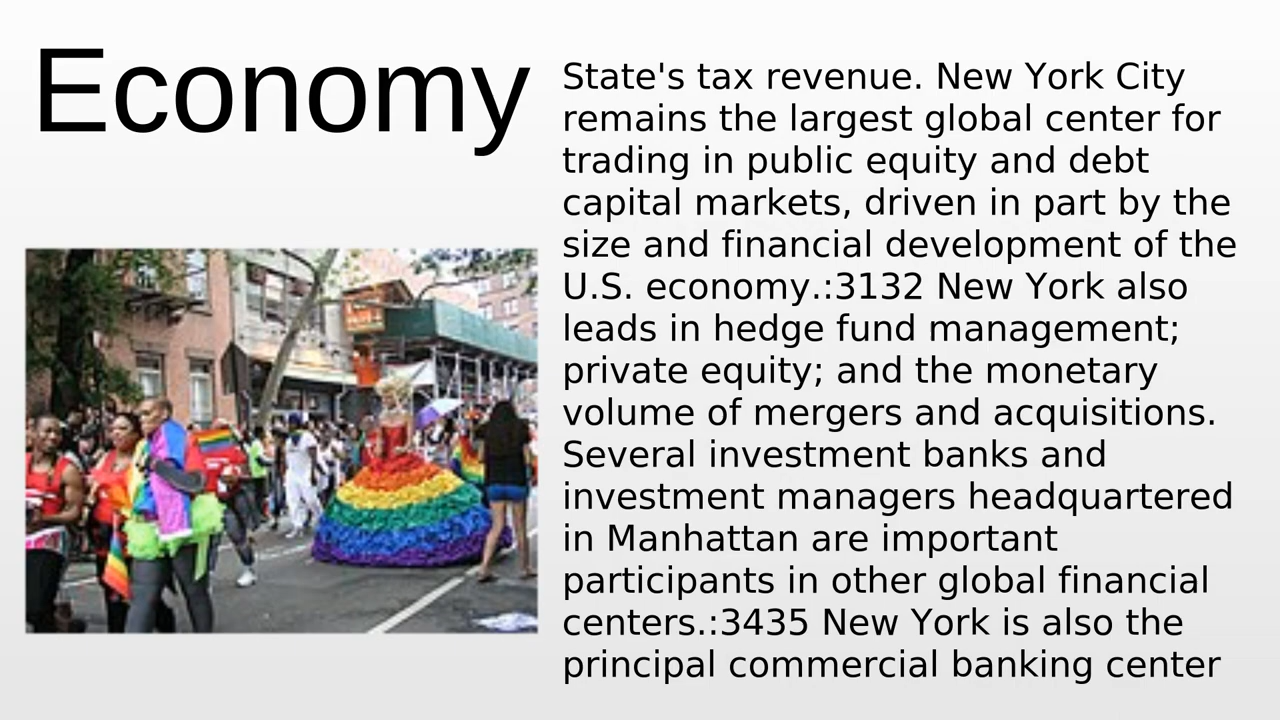 Economy
State's tax revenue. New York City
remains the largest global center for
trading in public equity and debt
capital markets, driven in part by the
size and financial development of the
U.S. economy.:3132 New York also
leads in hedge fund management;
private equity; and the monetary
volume of mergers and acquisitions.
Several investment banks and
investment managers headquartered
in Manhattan are important
participants in other global financial
centers.:3435 New York is also the
principal commercial banking center